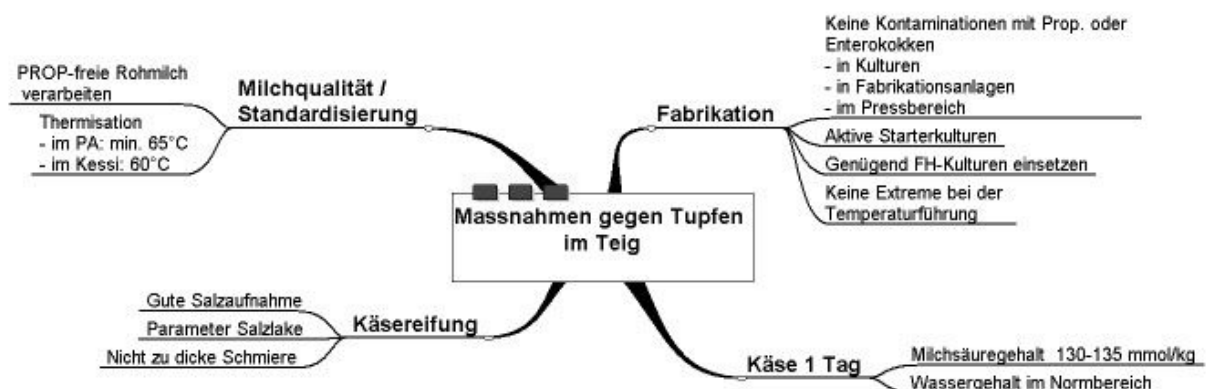 Massnahmen gegen Tupfen
im Teig
Milchqualität /
Standardisierung
PROP-freie Rohmilch
verarbeiten
Thermisation
- im PA: min. 65°C
- im Kessi: 60°C
Fabrikation
Keine Kontaminationen mit Prop. oder
Enterokokken
- in Kulturen
- in Fabrikationsanlagen
- im Pressbereich
Aktive Starterkulturen
Genügend FH-Kulturen einsetzen
Keine Extreme bei der
Temperaturführung
Käsereifung
Gute Salzaufnahme
Parameter Salzlake
Nicht zu dicke Schmiere
Käse 1 Tag
Milchsäuregehalt 130-135 mmol/kg
Wassergehalt im Normbereich